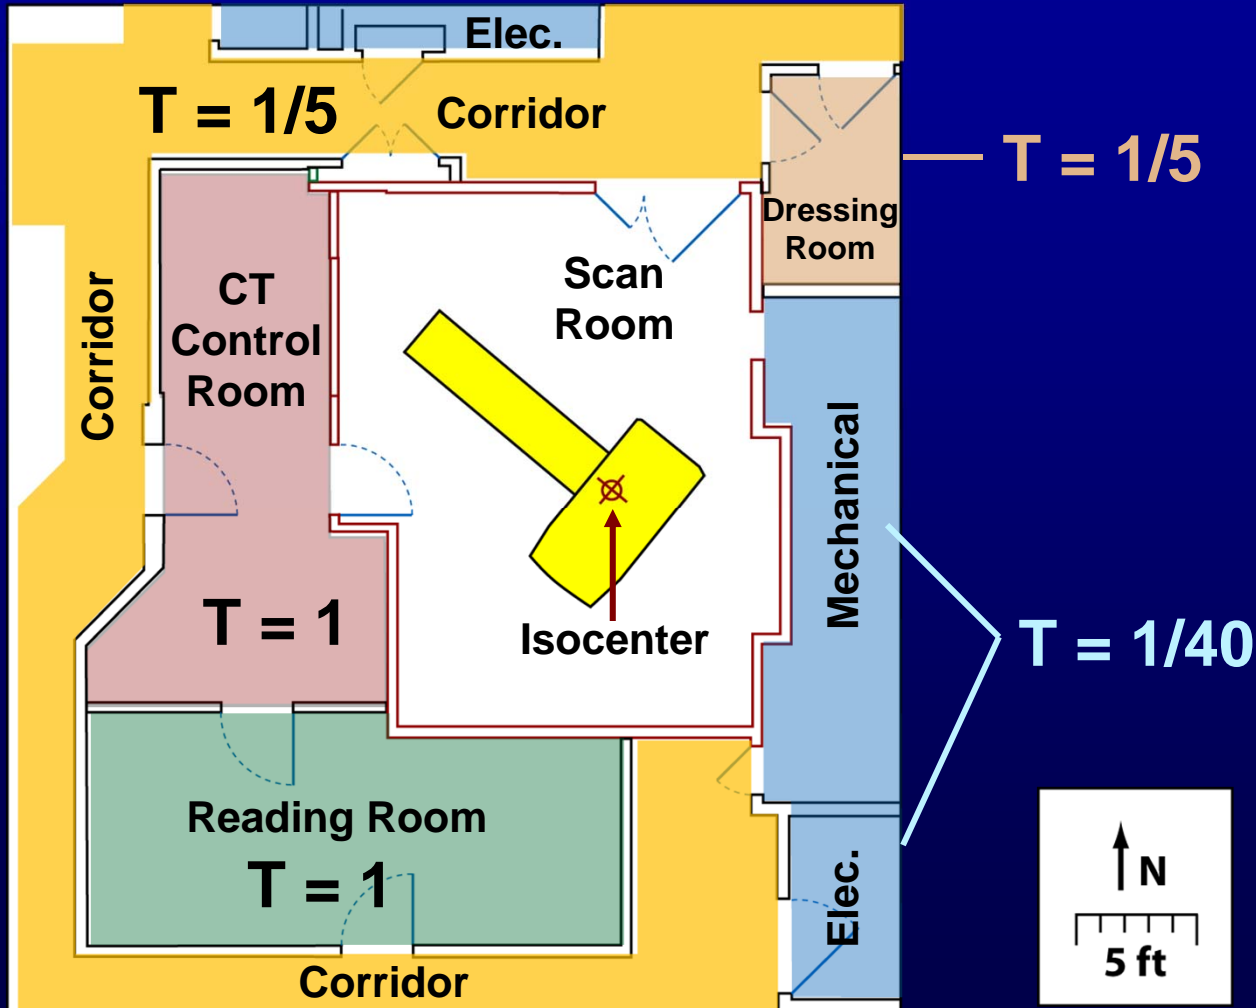 Elec.
T = 1/5
Corridor
T = 1/5
Dressing
Room
Scan
Room
CT
Control
Room
Corridor
Mechanical
T = 1
Isocenter
T = 1/40
Reading Room
T = 1
Elec.
N
5 ft
Corridor